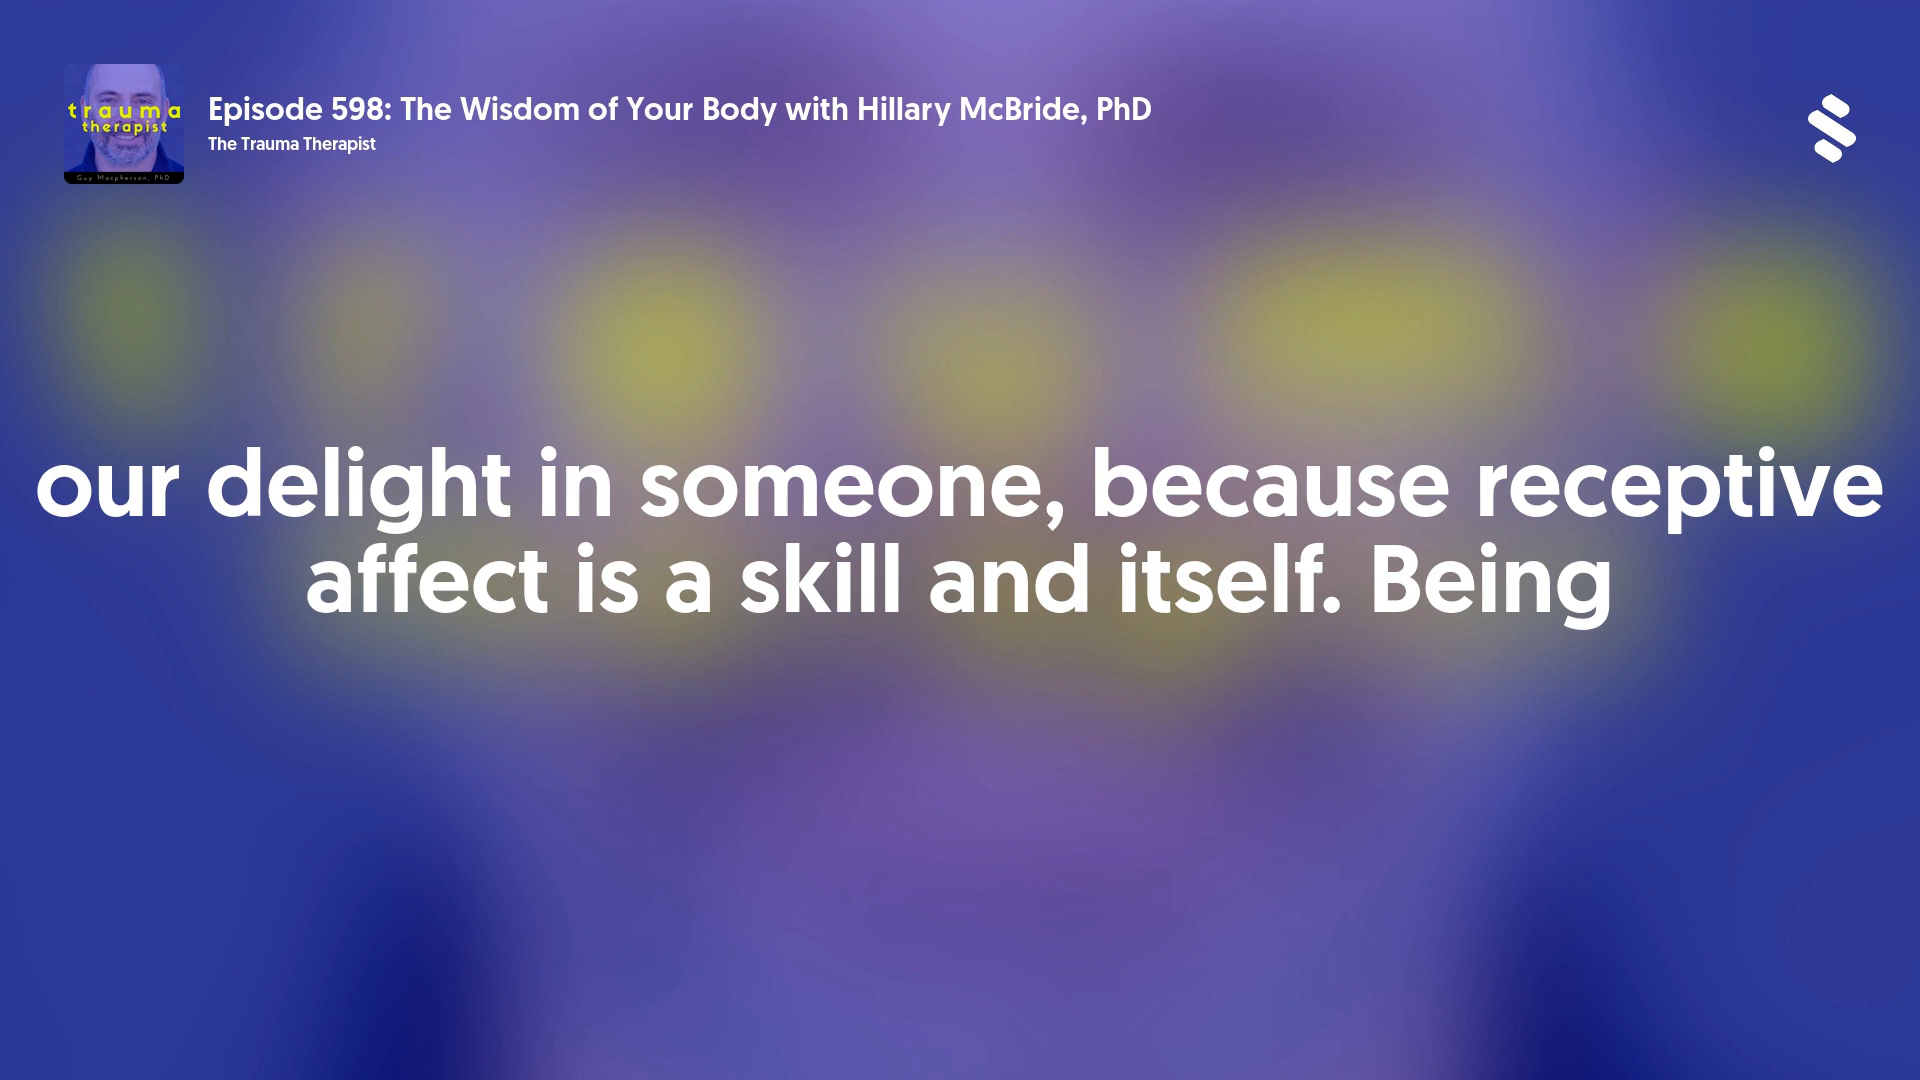 trauma
therapist
Guy Macpherson, PhD
Episode 598: The Wisdom of Your Body with Hillary McBride, PhD
The Trauma Therapist
our delight in someone, because receptive
affect is a skill and itself. Being